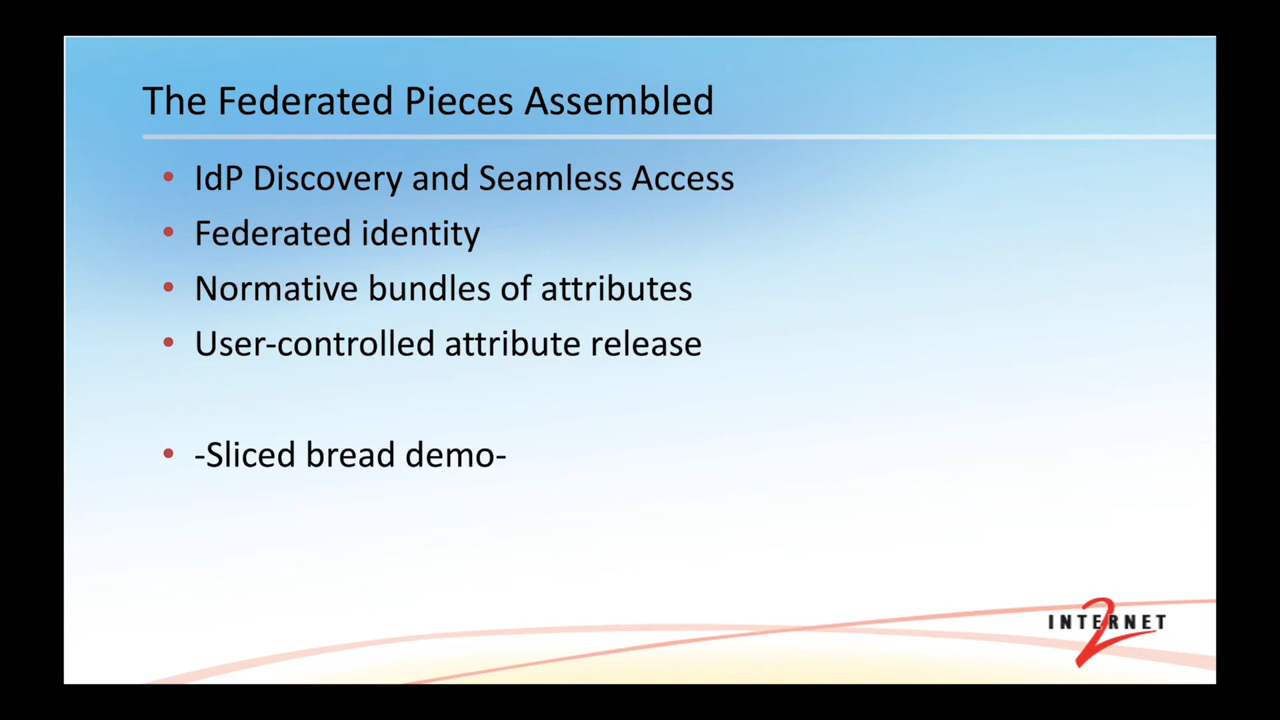 The Federated Pieces Assembled
• IdP Discovery and Seamless Access
• Federated identity
• Normative bundles of attributes
• User-controlled attribute release
• -Sliced bread demo-
INTERNET
2